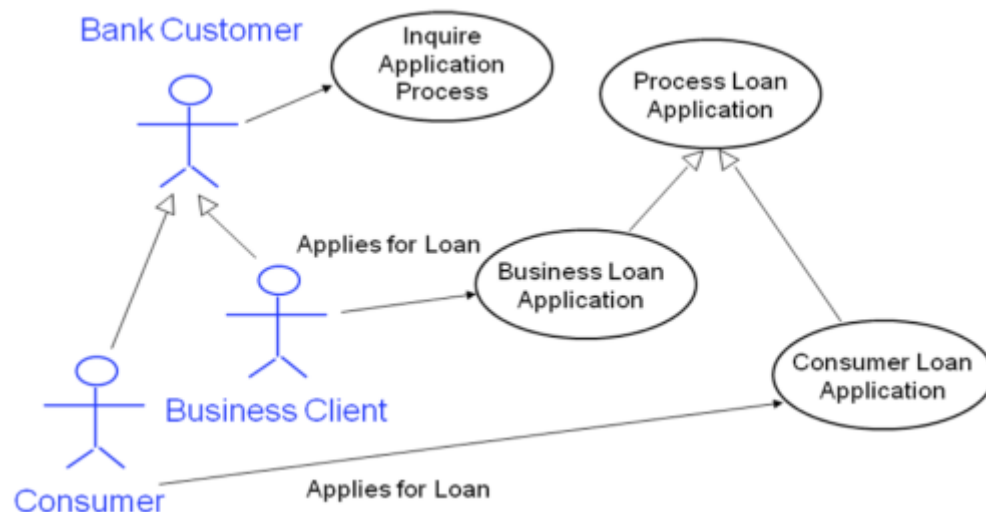 Bank Customer
Inquire
Application
Process
Process Loan
Application
Applies for Loan
Business Loan
Application
Consumer Loan
Application
Business Client
Consumer
Applies for Loan